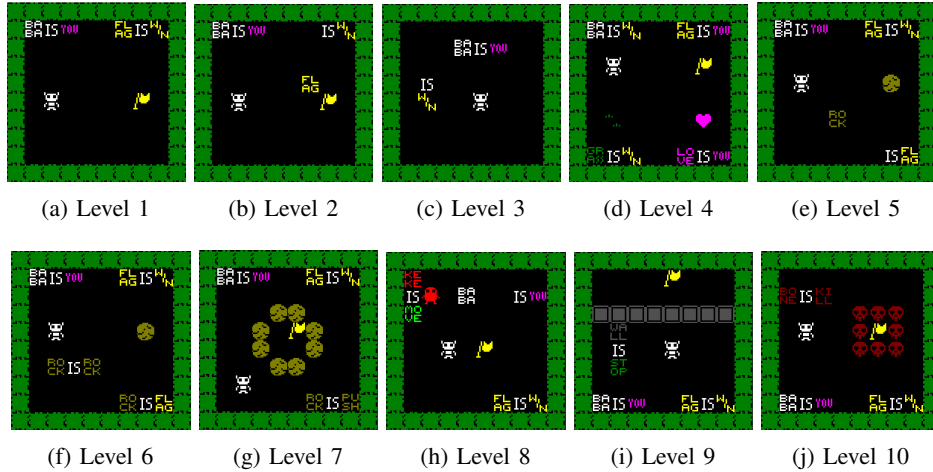 BABA IS YOU FLAG IS WIN
(a) Level 1
BABA IS YOU IS WIN
FLAG
(b) Level 2
BABA IS YOU
IS
WIN
(c) Level 3
BABA IS WIN FLAG IS YOU
GRASS IS WIN LOVE IS YOU
(d) Level 4
BABA IS YOU FLAG IS WIN
ROCK
IS FLAG
(e) Level 5
BABA IS YOU FLAG IS WIN
ROCK IS ROCK
ROCK IS FLAG
(f) Level 6
BABA IS YOU FLAG IS WIN
ROCK IS PUSH
(g) Level 7
KEKE
IS BABA IS YOU
MOVE
FLAG IS WIN
(h) Level 8
WALL
IS
STOP
BABA IS YOU FLAG IS WIN
(i) Level 9
BONE IS KILL
BABA IS YOU FLAG IS WIN
(j) Level 10